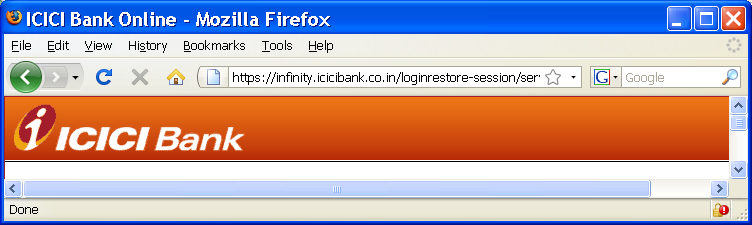 ICICI Bank Online - Mozilla Firefox
File Edit View History Bookmarks Tools Help
https://infinity.icicibank.co.in/loginrestore-session/ser G Google
i ICICI Bank
Done